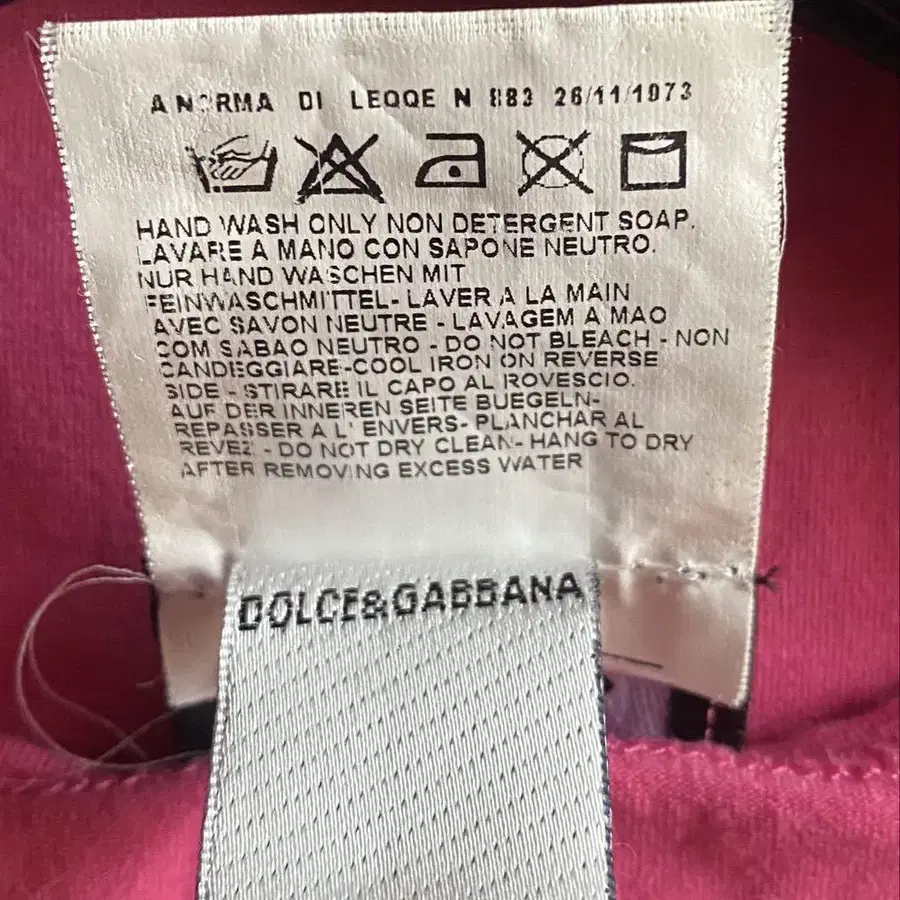 A NORMA DI LEQQE N 883 26/11/1073
HAND WASH ONLY NON DETERGENT SOAP.
LAVARE A MANO CON SAPONE NEUTRO.
NUR HAND WASCHEN MIT
FEINWASCHMITTEL- LAVER A LA MAIN
AVEC SAVON NEUTRE - LAVAGEM A MAO
COM SABAO NEUTRO - DO NOT BLEACH - NON
CANDEGGIARE-COOL IRON ON REVERSE
SIDE - STIRARE IL CAPO AL ROVESCIO.
AUF DER INNEREN SEITE BUEGELN-
REPASSER A L' ENVERS- PLANCHAR AL
REVEZ - DO NOT DRY CLEAN- HANG TO DRY
AFTER REMOVING EXCESS WATER
DOLCE&GABBANA